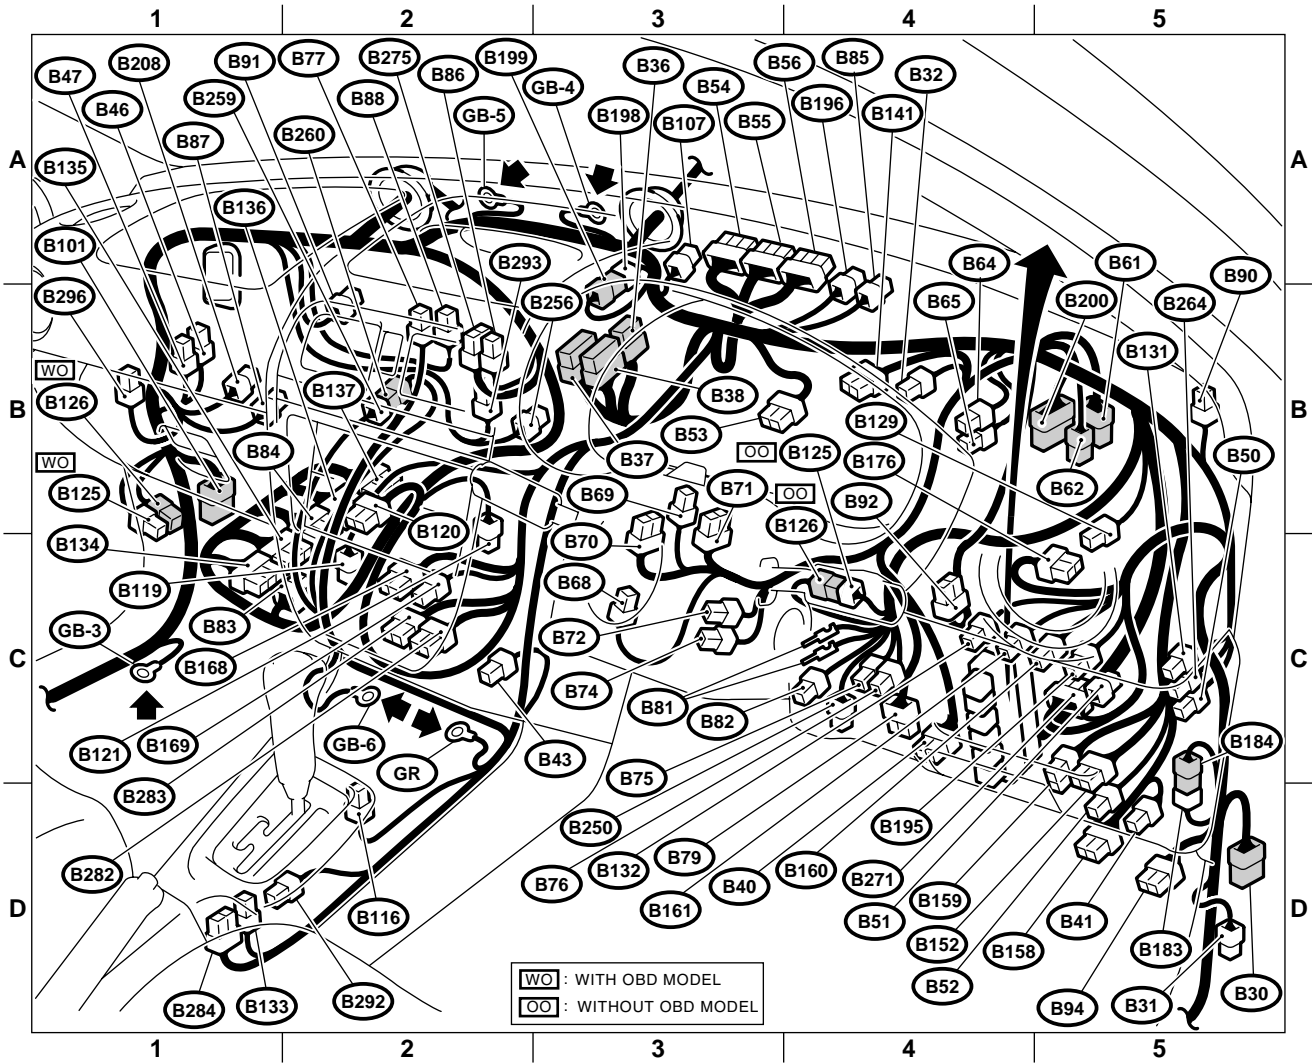 1 2 3 4 5
B208 B91 B77 B275 B86 B199 B36 B54 B56 B85 B32
B47 B46 B259 B88 GB-5 GB-4 B198 B107 B55 B196 B141
B87 B260
A A
B135
B136
B101 B293 B64 B61 B90
B296 B256 B65 B200 B264
WO B131
B126 B137 B38
B B
B53 B129
WO B84 B37 OO B125 B176 B50
B125 B69 B71 OO B92 B62
B120 B126
B134 B70
B119 B68
GB-3 B83 B72
B168
C C
B74 B81 B82
B121 B169 GB-6 B43 B184
GR B75
B283
B250 B195
B282 B132 B79 B160 B271
B76 B40 B159
D D
B116 B161 B51 B41
B152 B158 B183
WO : WITH OBD MODEL
B284 B133 B292 B52 B94 B31 B30
OO : WITHOUT OBD MODEL
1 2 3 4 5